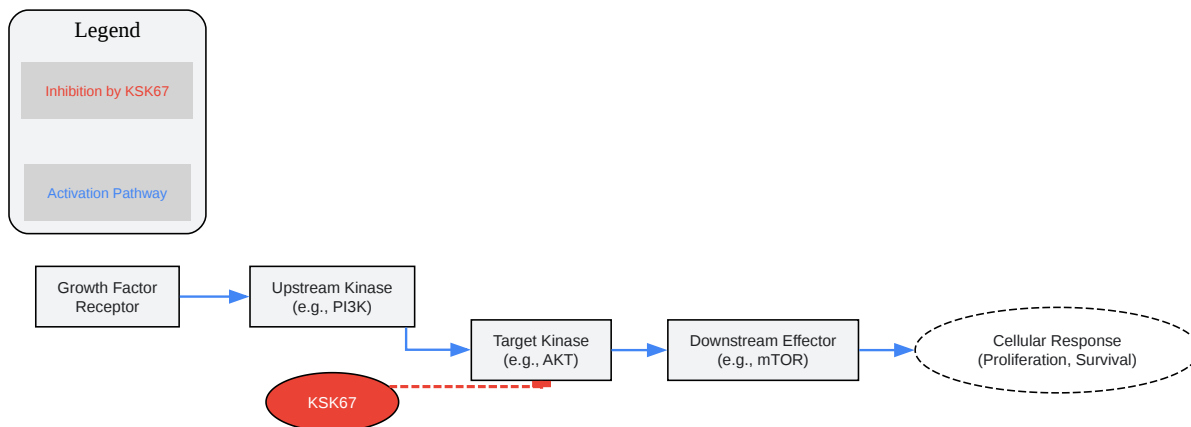 Legend
Inhibition by KSK67
Activation Pathway
Growth Factor
Receptor
Upstream Kinase
(e.g., PI3K)
Target Kinase
(e.g., AKT)
Downstream Effector
(e.g., mTOR)
Cellular Response
(Proliferation, Survival)
KSK67